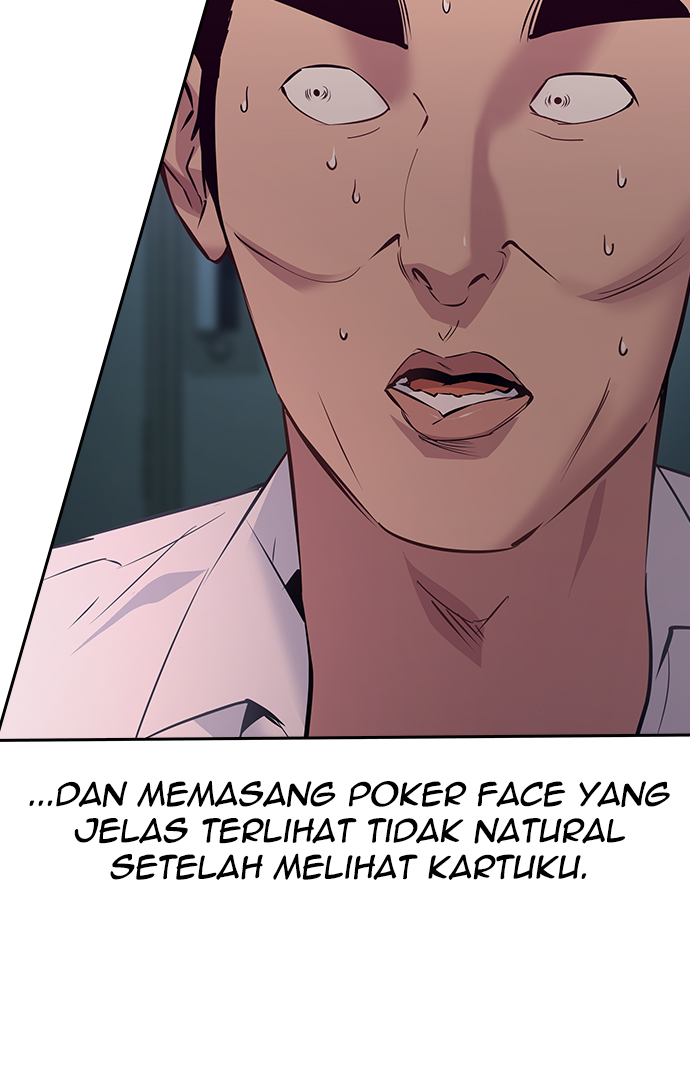 ...DAN MEMASANG POKER FACE YANG
JELAS TERLIHAT TIDAK NATURAL
SETELAH MELIHAT KARTUKU.